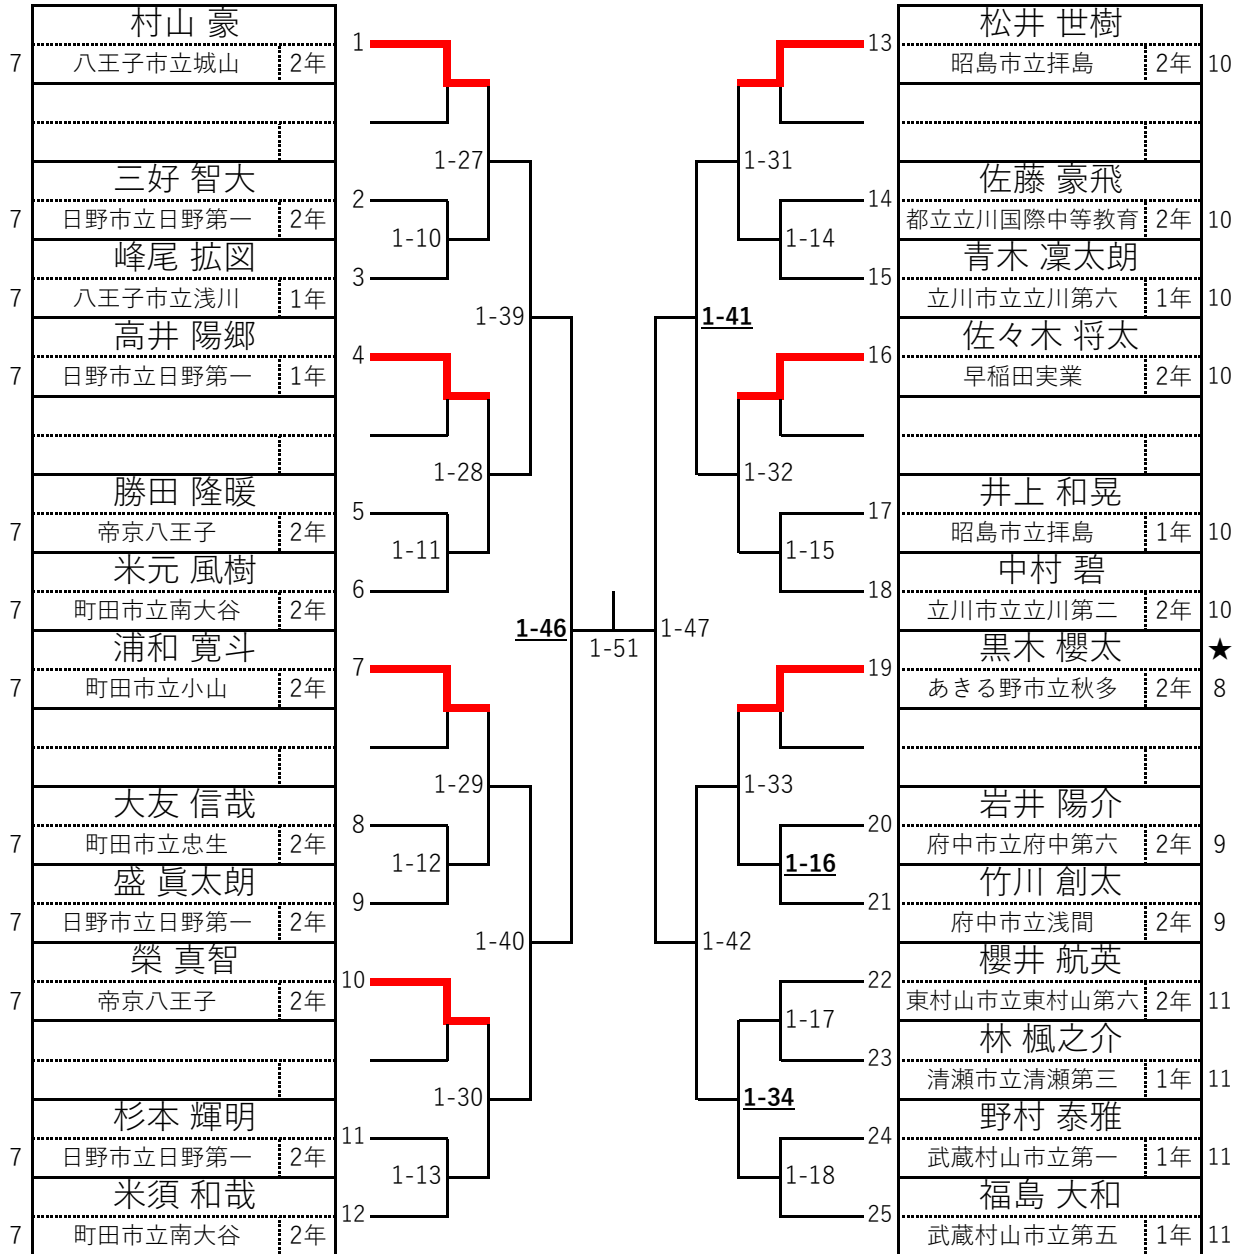 村山 豪
1
7 八王子市立城山 2年
1-27
三好 智大
2
7 日野市立日野第一 2年
1-10
峰尾 拡図
3
7 八王子市立浅川 1年
1-39
高井 陽郷
4
7 日野市立日野第一 1年
1-28
勝田 隆暖
5
7 帝京八王子 2年
1-11
米元 風樹
6
7 町田市立南大谷 2年
1-46
浦和 寛斗
7
7 町田市立小山 2年
1-29
大友 信哉
8
7 町田市立忠生 2年
1-12
盛 眞太朗
9
7 日野市立日野第一 2年
1-40
榮 真智
10
7 帝京八王子 2年
1-30
杉本 輝明
11
7 日野市立日野第一 2年
1-13
米須 和哉
12
7 町田市立南大谷 2年
1-51
松井 世樹
13
昭島市立拝島 2年 10
1-31
佐藤 豪飛
14
都立立川国際中等教育 2年 10
1-14
青木 凜太朗
15
立川市立立川第六 1年 10
1-41
佐々木 将太
16
早稲田実業 2年 10
1-32
井上 和晃
17
昭島市立拝島 1年 10
1-15
中村 碧
18
立川市立立川第二 2年 10
1-47
黒木 櫻太 ★
19
あきる野市立秋多 2年 8
1-33
岩井 陽介
20
府中市立府中第六 2年 9
1-16
竹川 創太
21
府中市立浅間 2年 9
1-42
櫻井 航英
22
東村山市立東村山第六 2年 11
1-17
林 楓之介
23
清瀬市立清瀬第三 1年 11
1-34
野村 泰雅
24
武蔵村山市立第一 1年 11
1-18
福島 大和
25
武蔵村山市立第五 1年 11